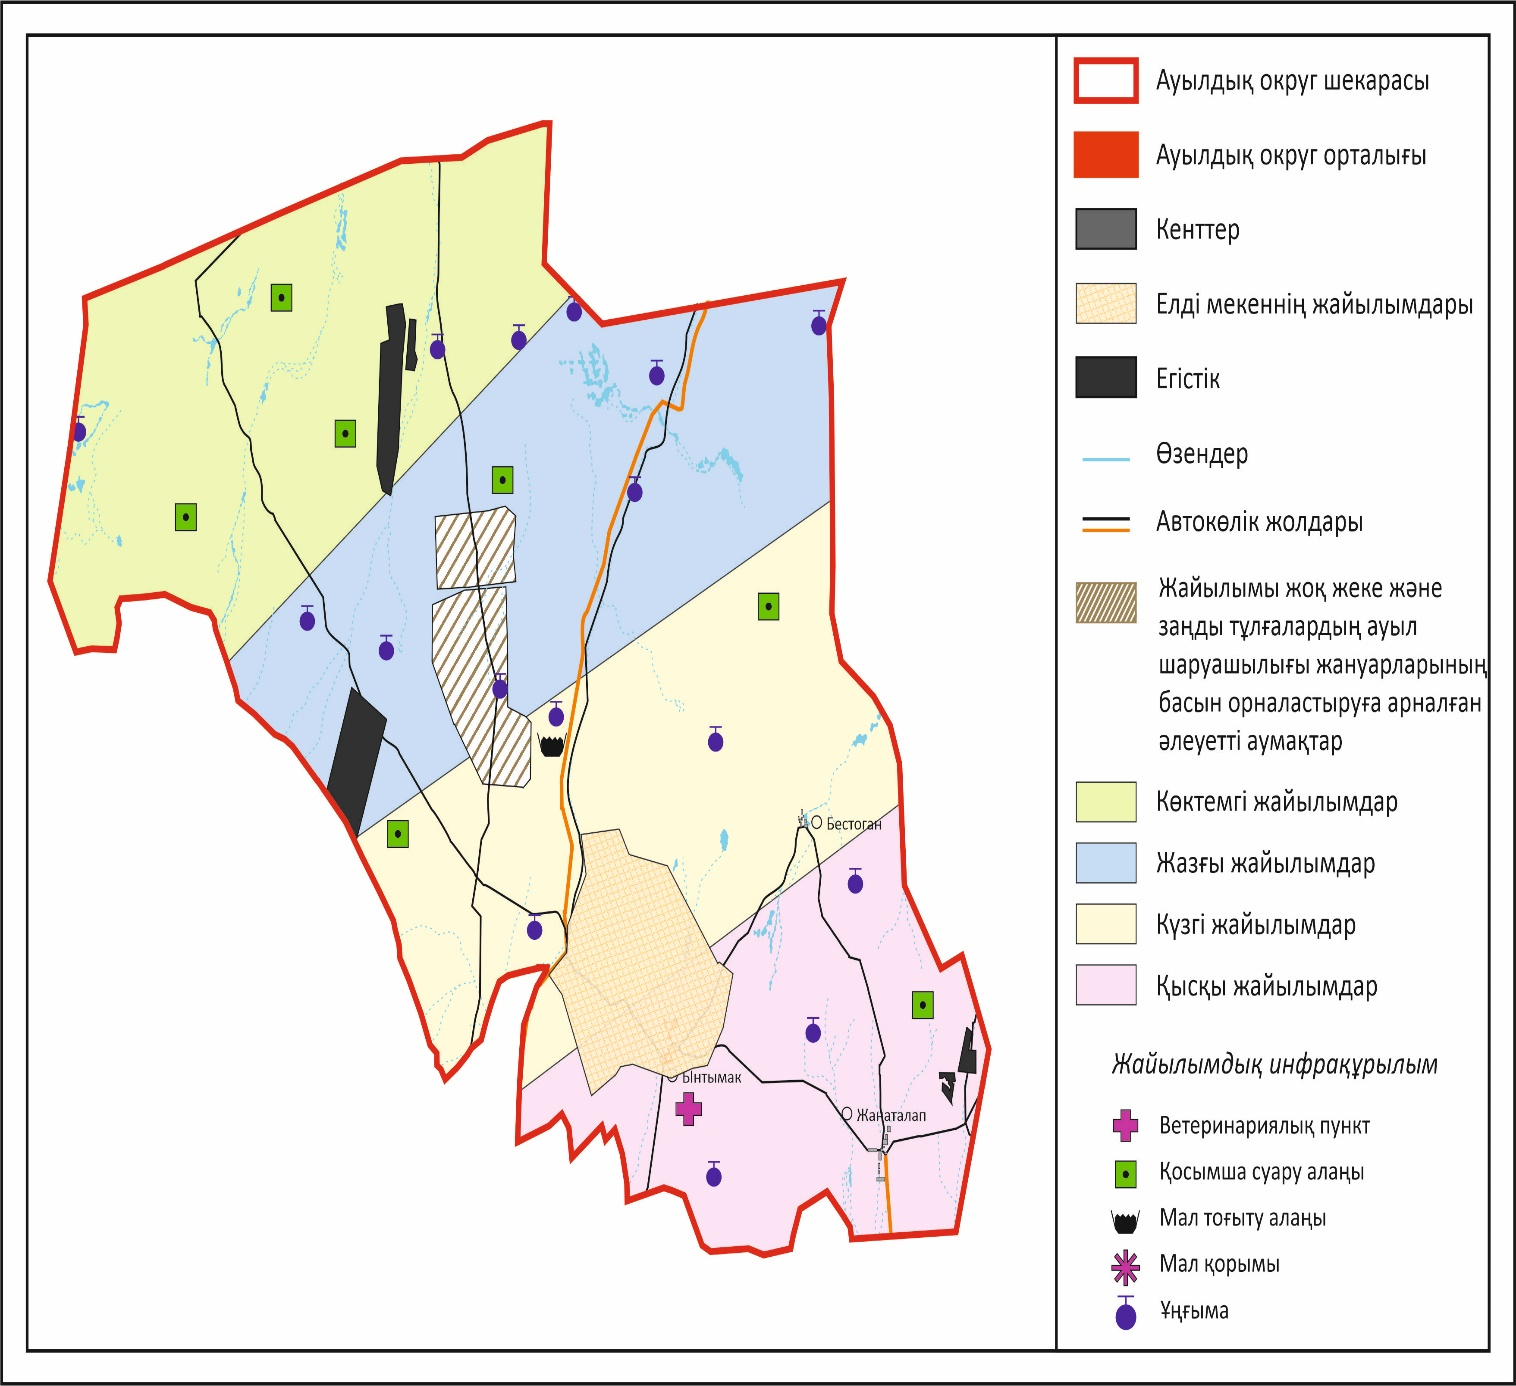 Ауылдық округ шекарасы
Ауылдық округ орталығы
Кенттер
Елді мекеннің жайылымдары
Егістік
Өзендер
Автокөлік жолдары
Жайылымы жоқ жеке және
заңды тұлғалардың ауыл
шаруашылығы жануарларының
басын орналастыруға арналған
әлеуетті аумақтар
Көктемгі жайылымдар
Жазғы жайылымдар
Күзгі жайылымдар
Қысқы жайылымдар
Жайылымдық инфрақұрылым
Ветеринариялық пункт
Қосымша суару алаңы
Мал тоғыту алаңы
Мал қорымы
Ұңғыма
Бестоган
Ынтымак
Жанаталап